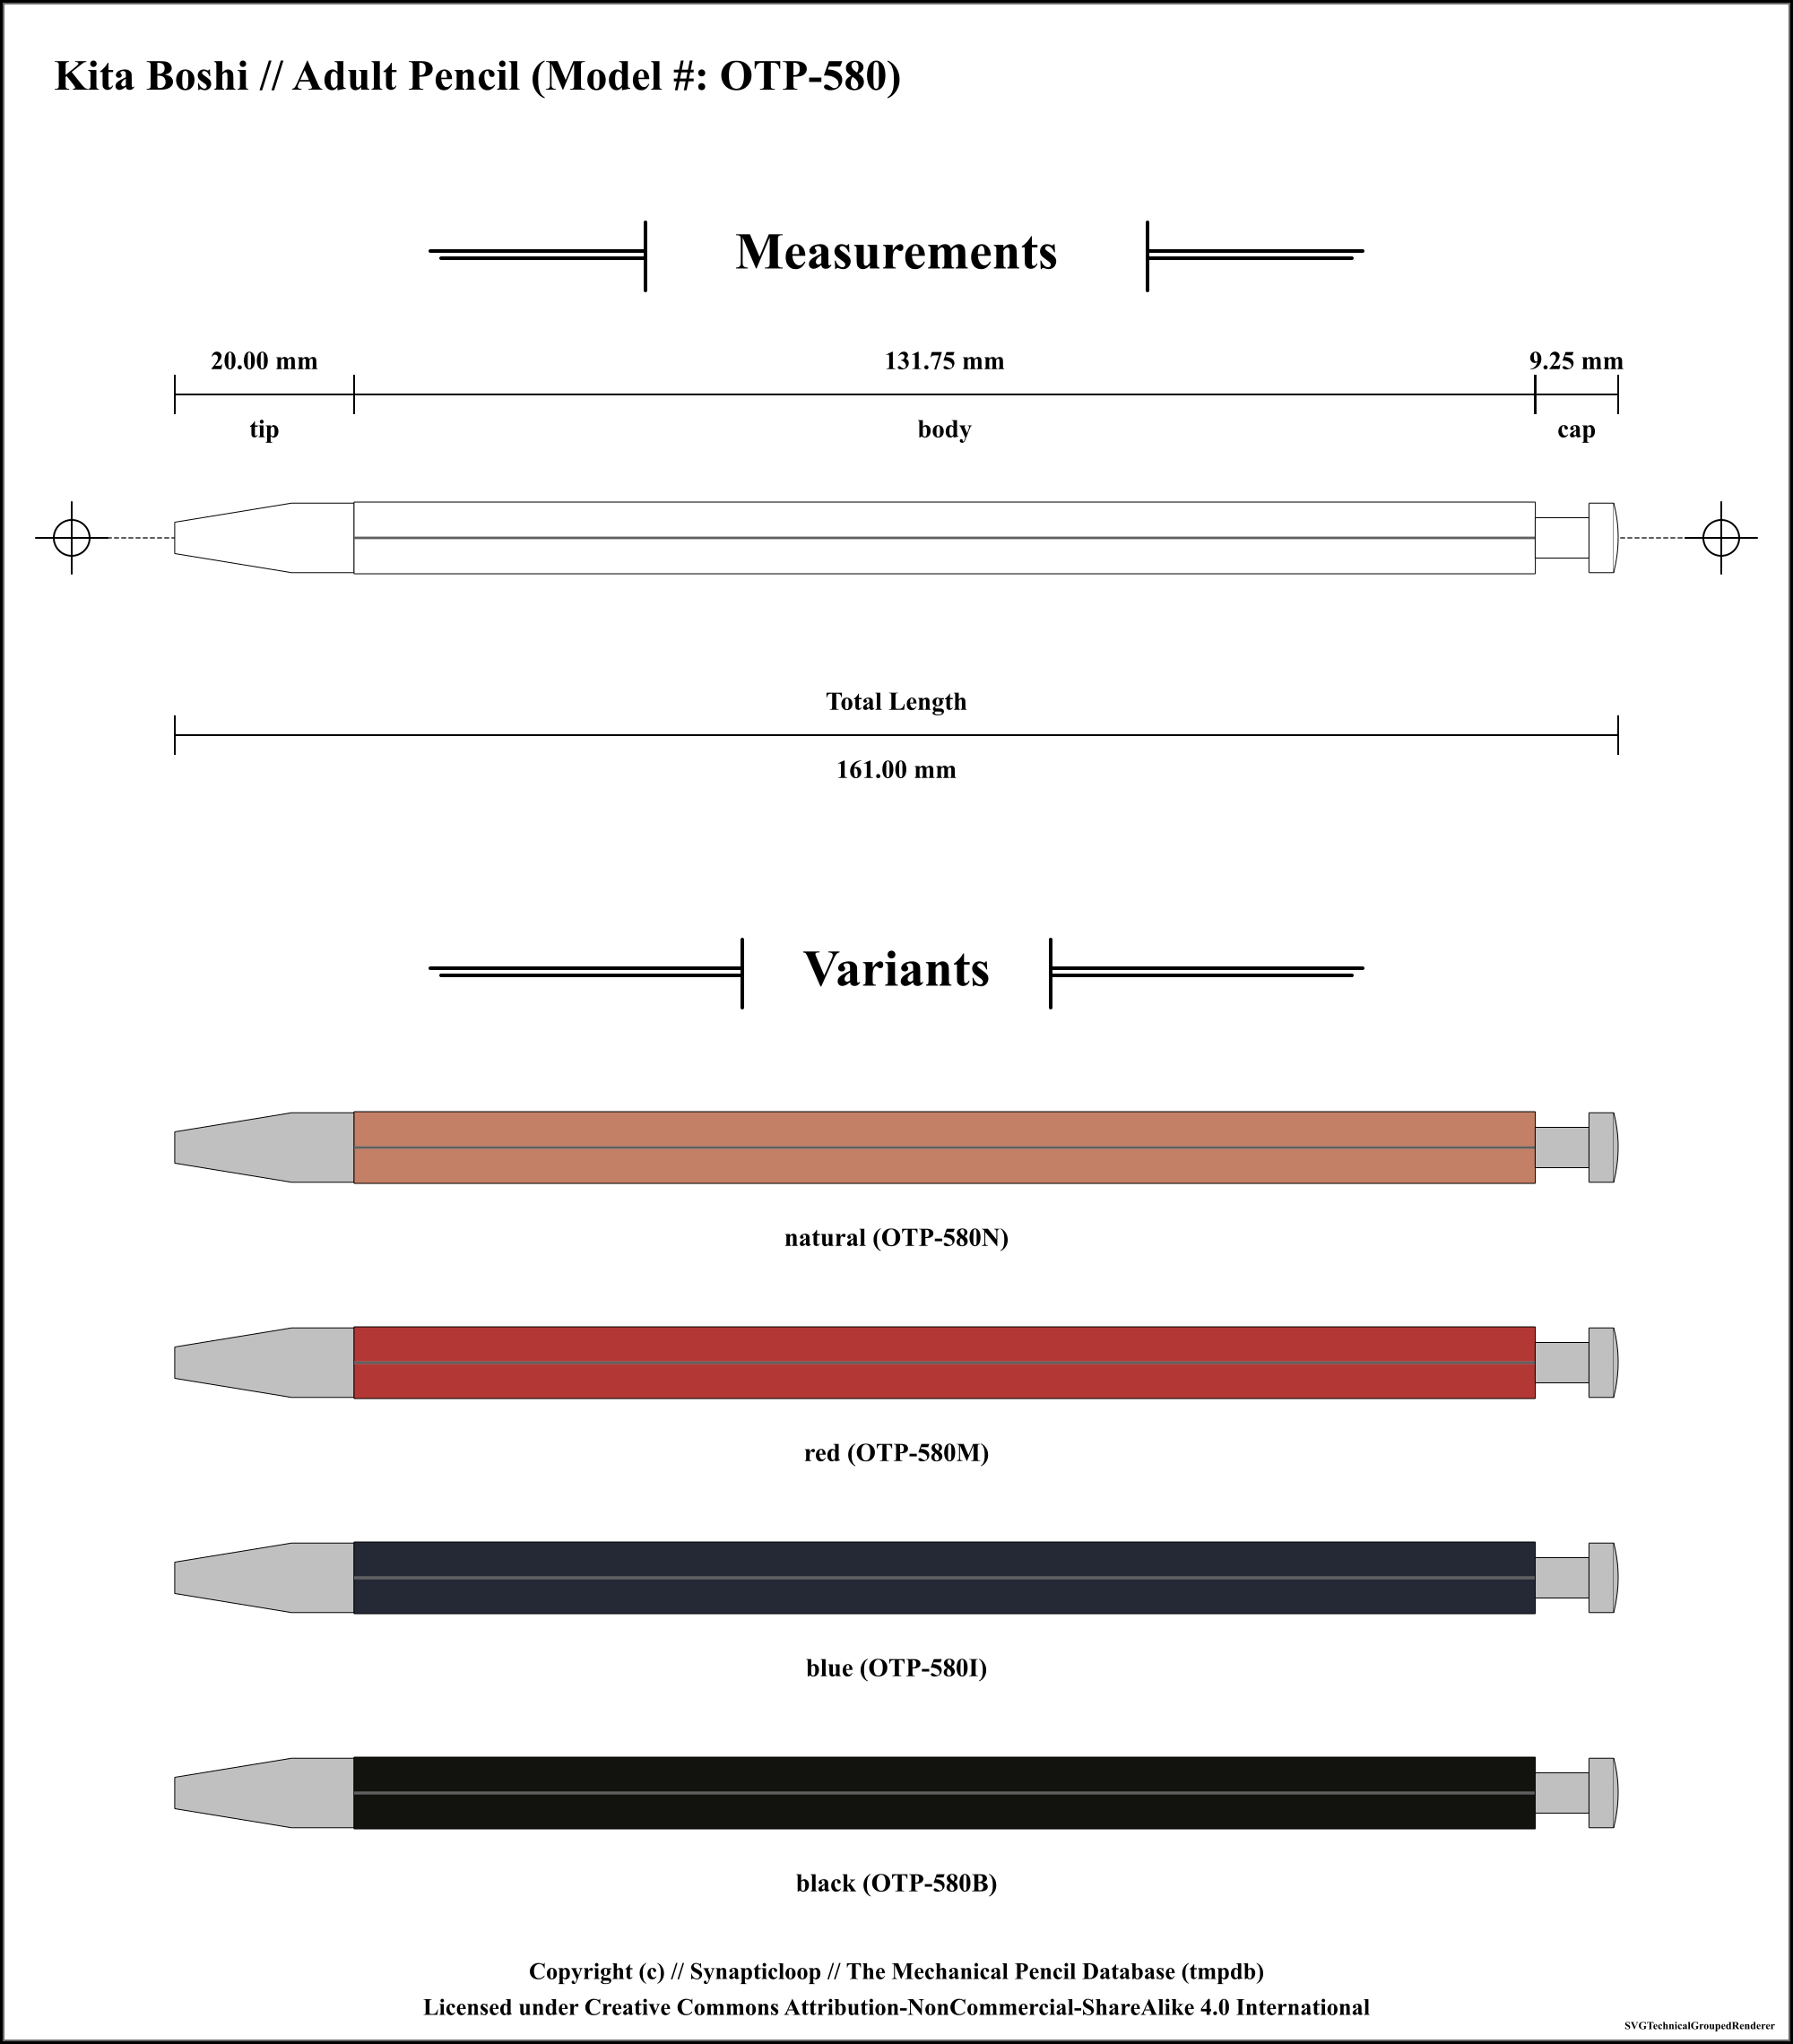 Kita Boshi // Adult Pencil (Model #: OTP-580)
Measurements
20.00 mm 131.75 mm 9.25 mm
tip body cap
Total Length
161.00 mm
Variants
natural (OTP-580N)
red (OTP-580M)
blue (OTP-580I)
black (OTP-580B)
Copyright (c) // Synapticloop // The Mechanical Pencil Database (tmpdb)
Licensed under Creative Commons Attribution-NonCommercial-ShareAlike 4.0 International
SVGTechnicalGroupedRenderer